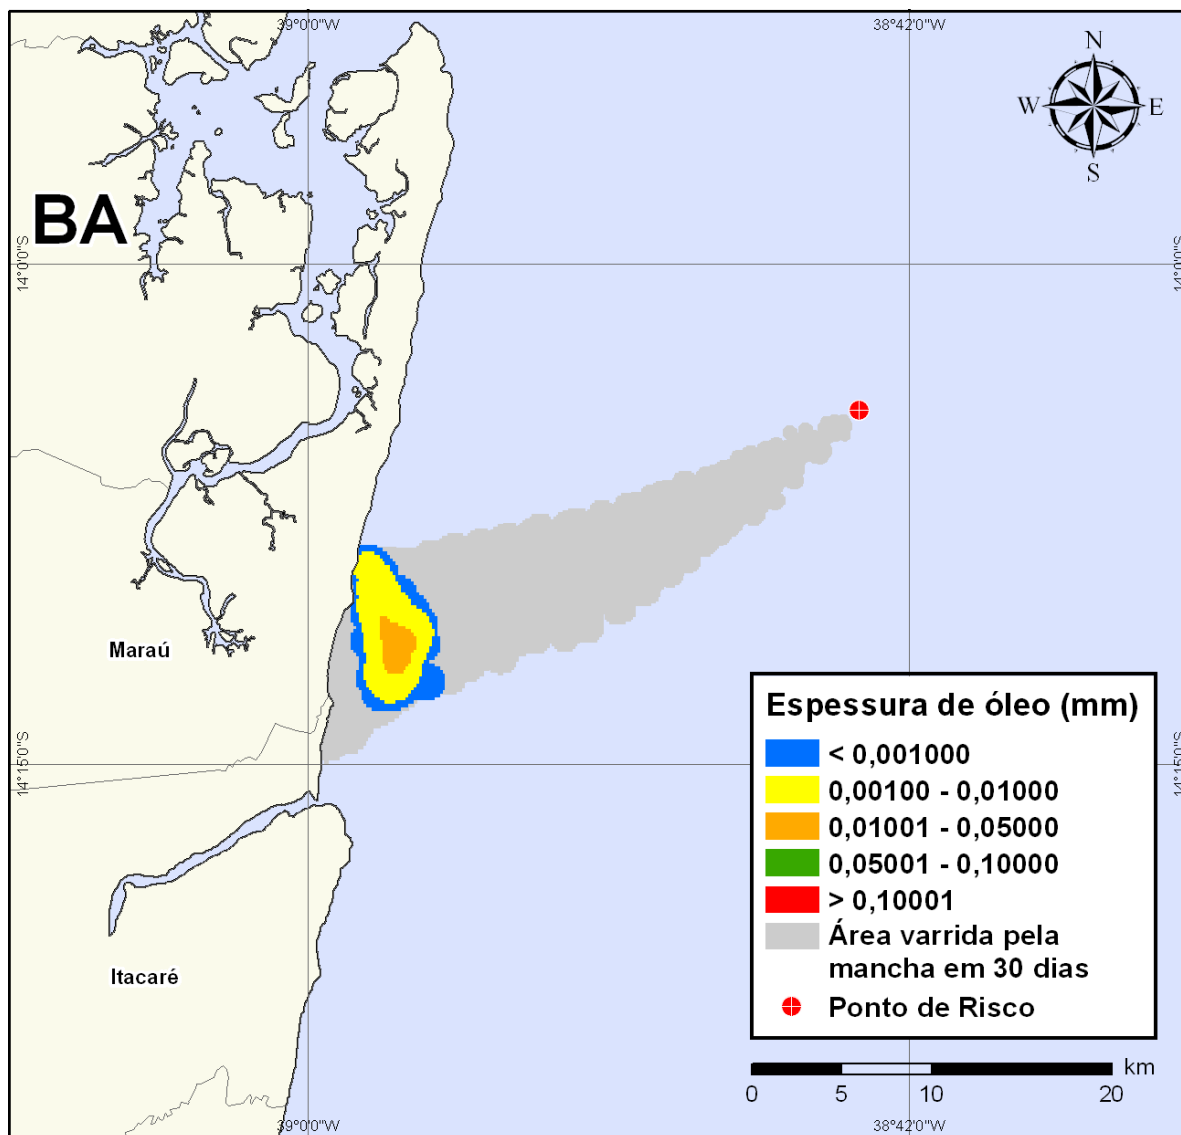 39°0'0"W
38°42'0"W
N
W
E
S
BA
14°0'0"S
14°0'0"S
Maraú
Espessura de óleo (mm)
< 0,001000
0,00100 - 0,01000
0,01001 - 0,05000
0,05001 - 0,10000
> 0,10001
Área varrida pela
mancha em 30 dias
Ponto de Risco
14°15'0"S
14°15'0"S
Itacaré
km
0
5
10
20
39°0'0"W
38°42'0"W